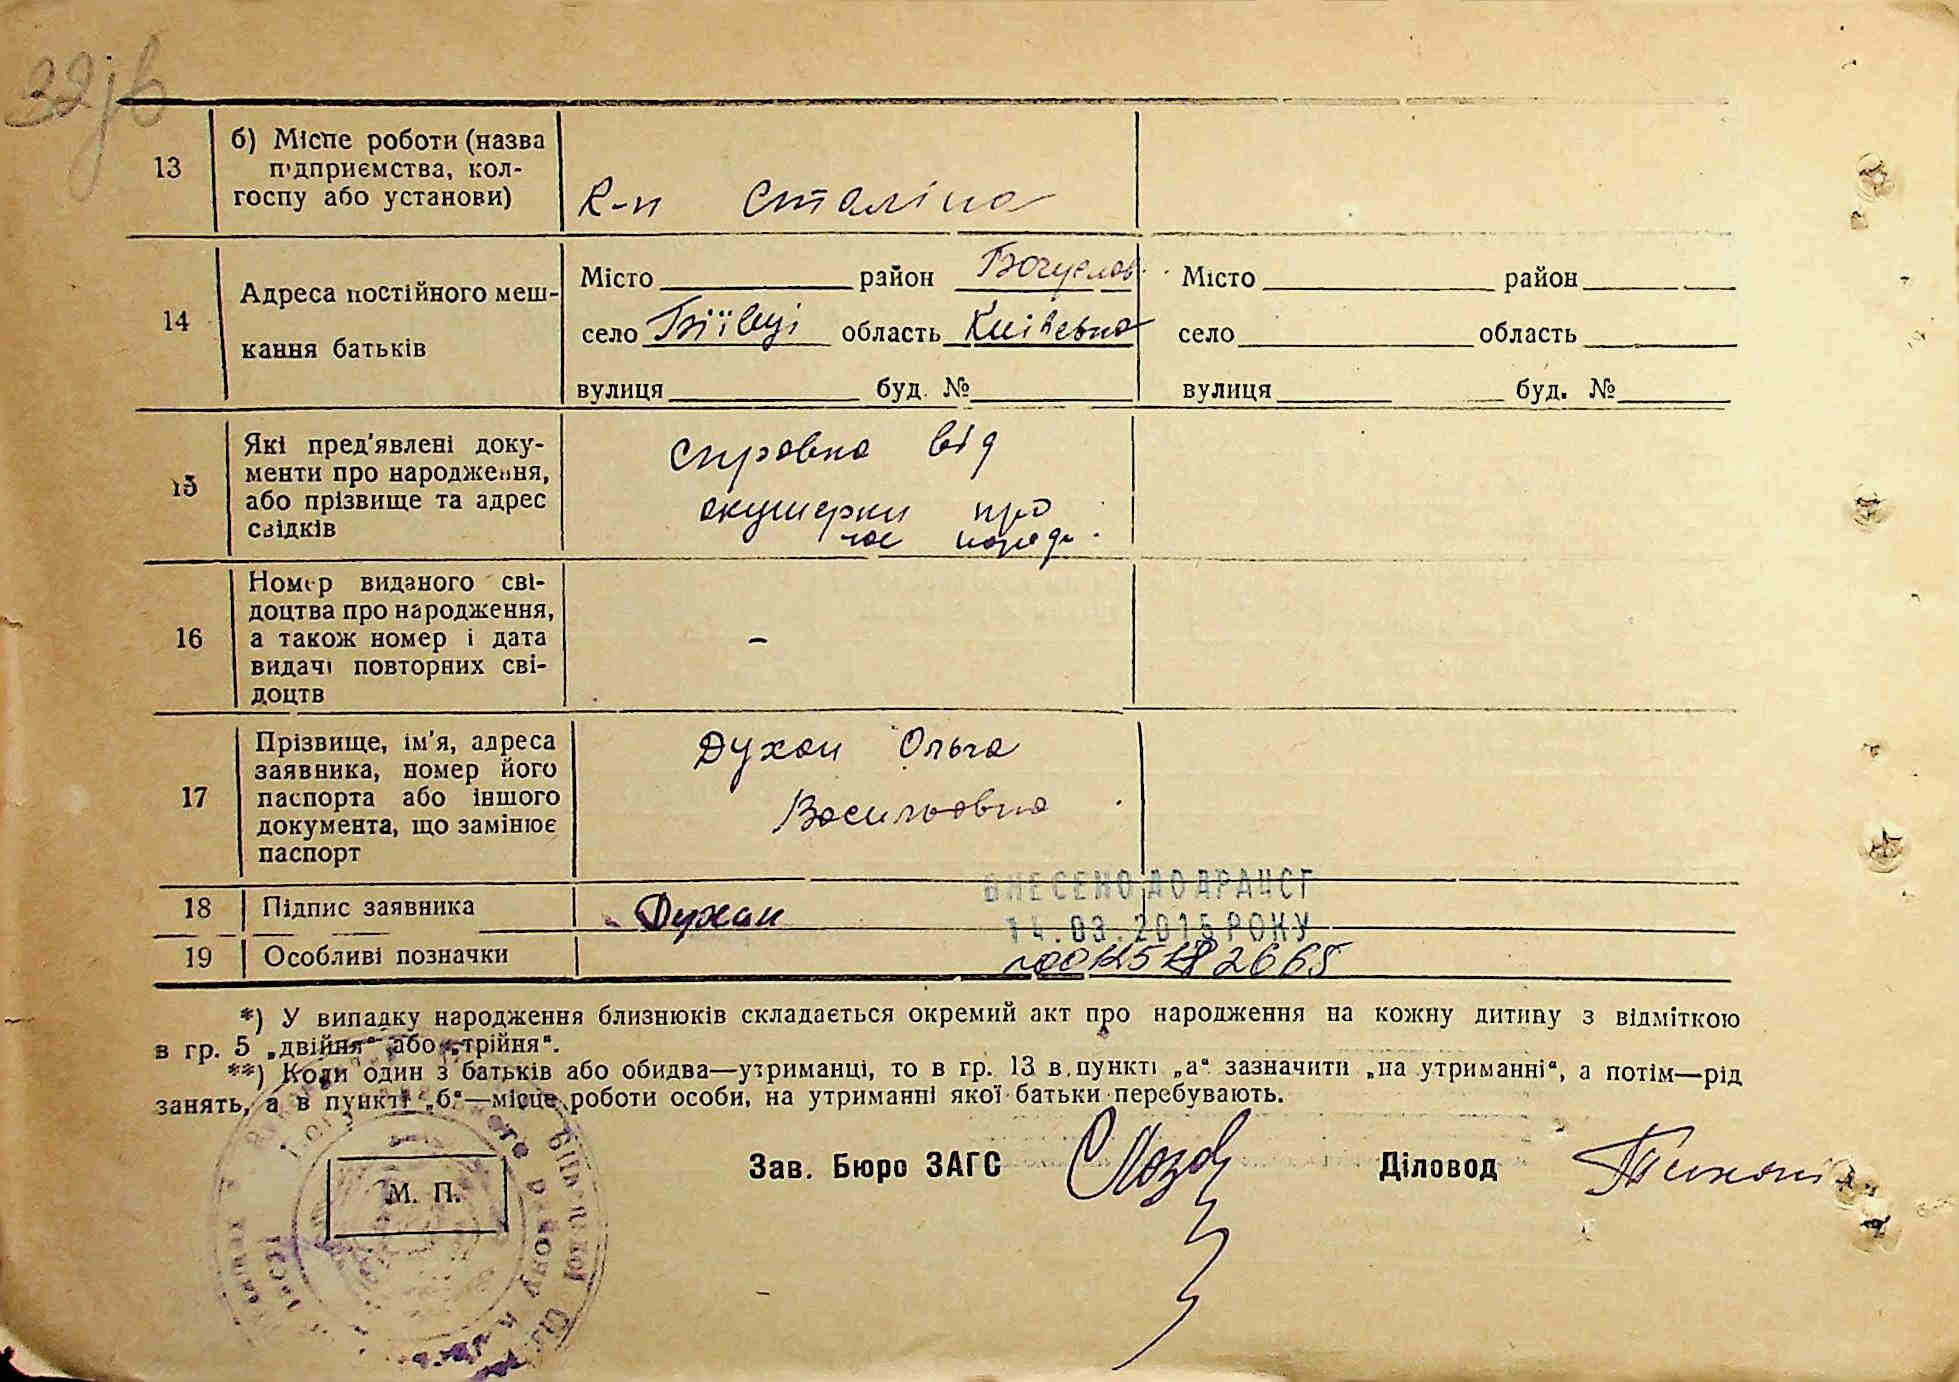 13
б) Місце роботи (назва
підприємства, кол-
госпу або установи)
к-п Сталіна
14
Адреса постійного меш-
кання батьків
Місто район Богуслав.
село Біївці область Київська
вулиця буд. №
Місто район
село область
вулиця буд. №
15
Які пред'явлені доку-
менти про народження,
або прізвище та адрес
свідків
справка від
акушерки про
народ.
16
Номер виданого сві-
доцтва про народження,
а також номер і дата
видачі повторних сві-
доцтв
-
17
Прізвище, ім'я, адреса
заявника, номер його
паспорта або іншого
документа, що замінює
паспорт
Духан Ольга
Васильовна
18
Підпис заявника
Духан
ВНЕСЕНО ДО ДРАЦСГ
14.03.2015 РОКУ
19
Особливі позначки
*) У випадку народження близнюків складається окремий акт про народження на кожну дитину з відміткою
в гр. 5 „двійня“ або „трійня“.
**) Коли один з батьків або обидва—утриманці, то в гр. 13 в пункті „а“ зазначити „на утриманні“, а потім—рід
занять, а в пункті „б“—місце роботи особи, на утриманні якої батьки перебувають.
М. П.
Зав. Бюро ЗАГС
Діловод